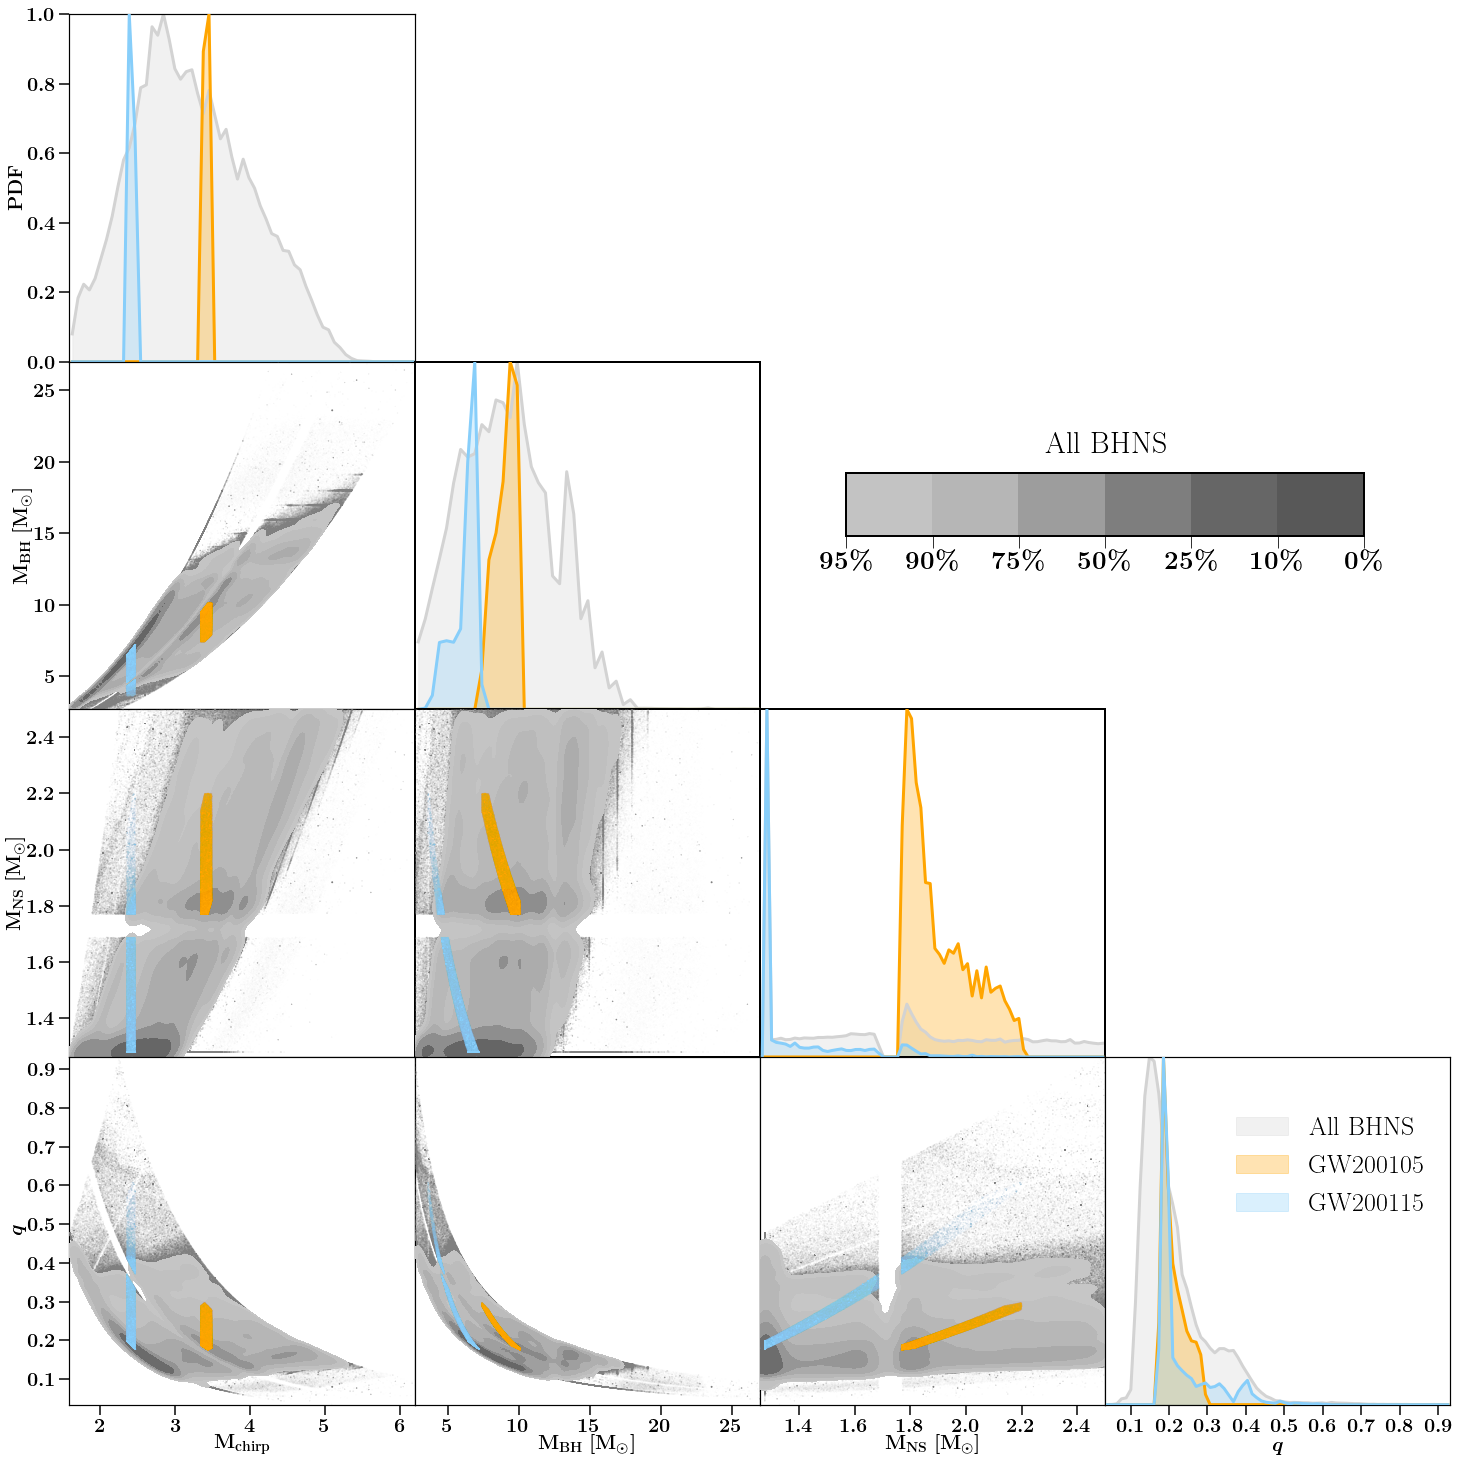 1.0
0.8
0.6
0.4
0.2
0.0
PDF
25
20
15
10
5
M_BH [M_⊙]
All BHNS
95% 90% 75% 50% 25% 10% 0%
2.4
2.2
2.0
1.8
1.6
1.4
M_NS [M_⊙]
0.9
0.8
0.7
0.6
0.5
0.4
0.3
0.2
0.1
q
All BHNS
GW200105
GW200115
2 3 4 5 6
M_chirp
5 10 15 20 25
M_BH [M_⊙]
1.4 1.6 1.8 2.0 2.2 2.4
M_NS [M_⊙]
0.1 0.2 0.3 0.4 0.5 0.6 0.7 0.8 0.9
q